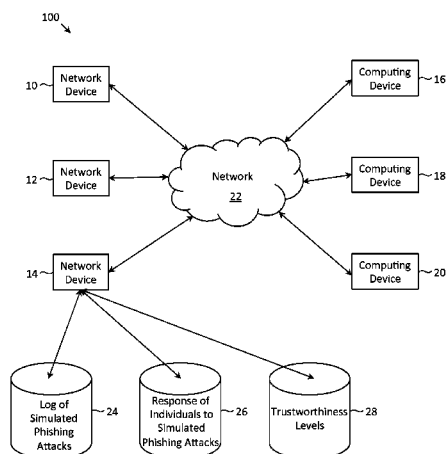 100
10
Network
Device
Computing
Device
16
12
Network
Device
Network
22
Computing
Device
18
14
Network
Device
Computing
Device
20
Log of
Simulated
Phishing
Attacks
24
Response of
Individuals to
Simulated
Phishing Attacks
26
Trustworthiness
Levels
28